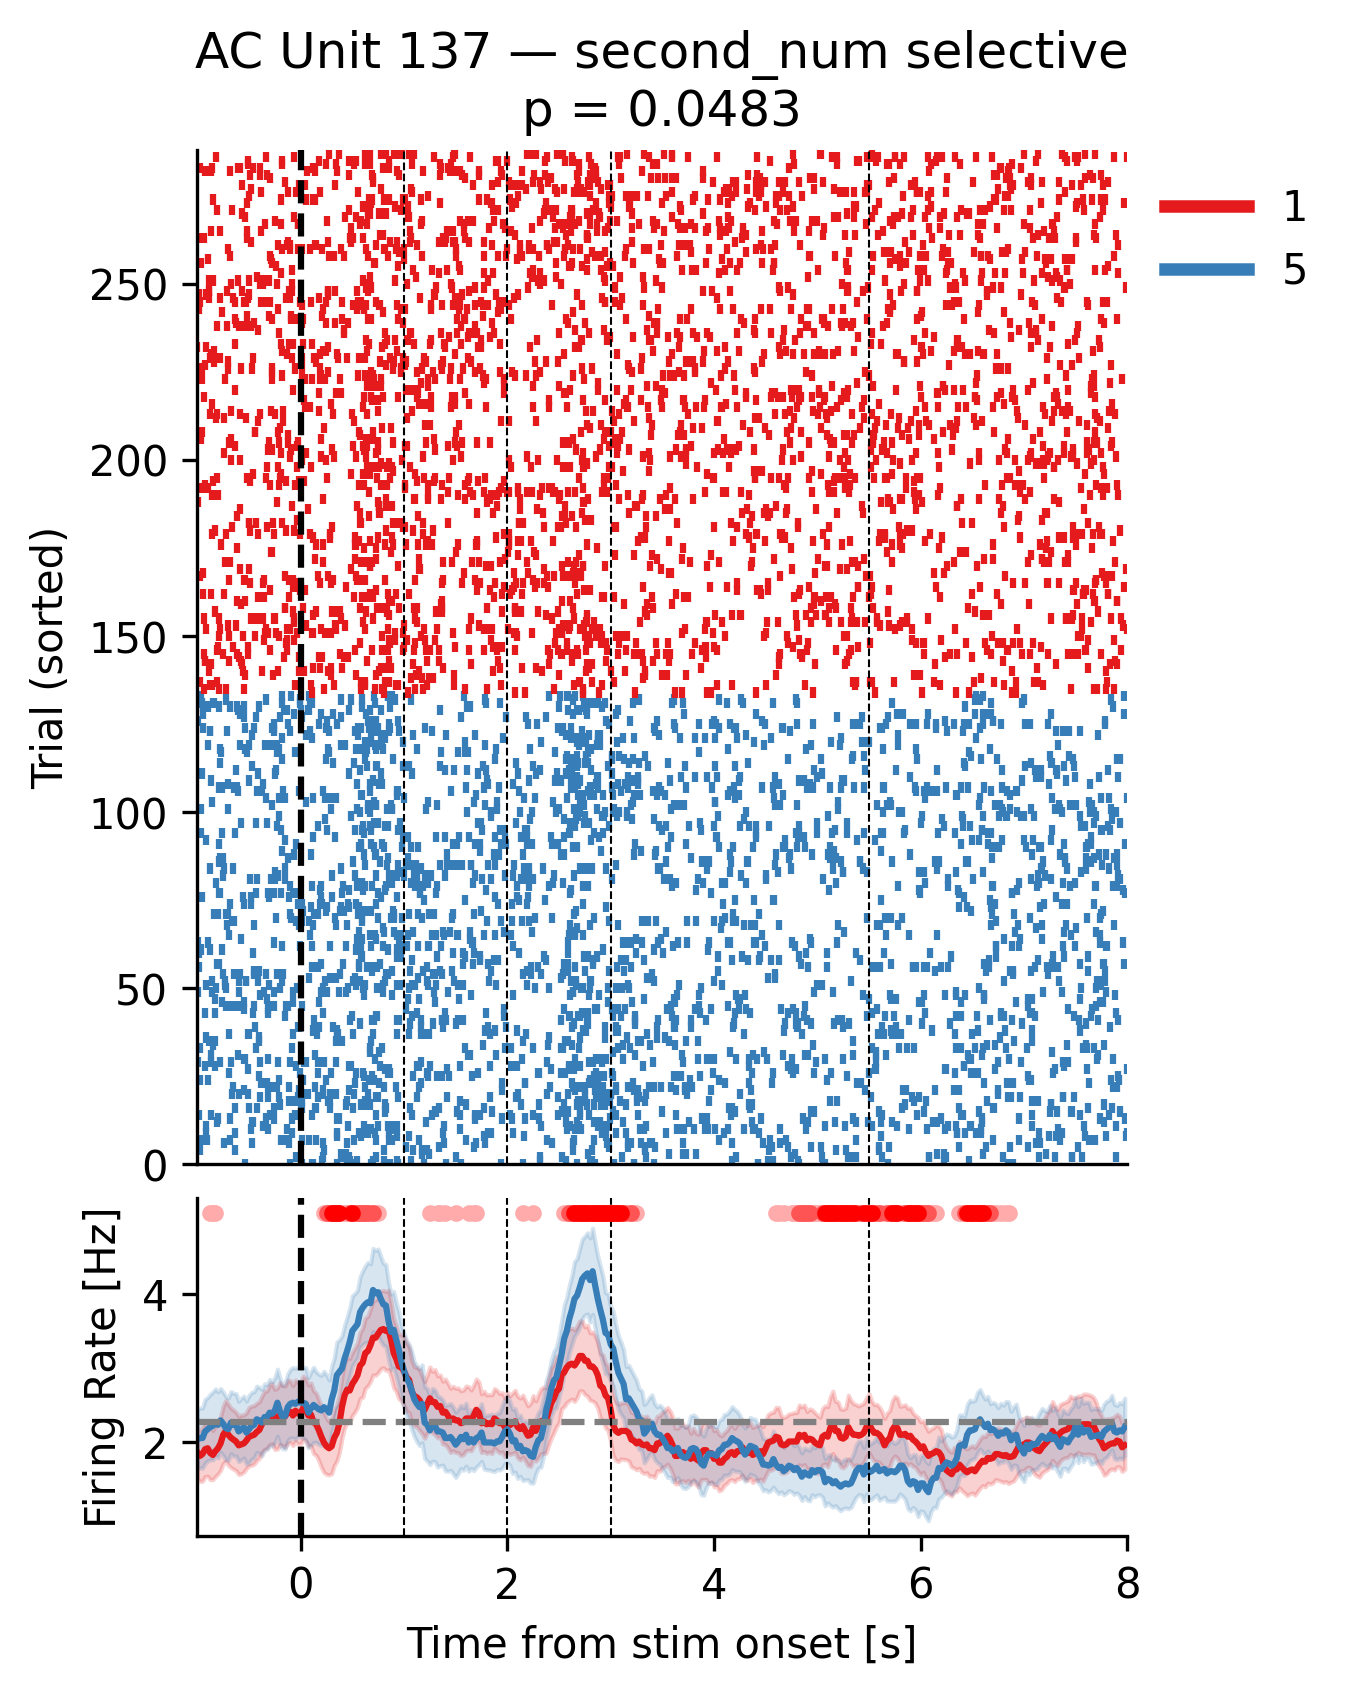 AC Unit 137 — second_num selective
p = 0.0483
1
5
Trial (sorted)
250
200
150
100
50
0
Firing Rate [Hz]
4
2
0 2 4 6 8
Time from stim onset [s]